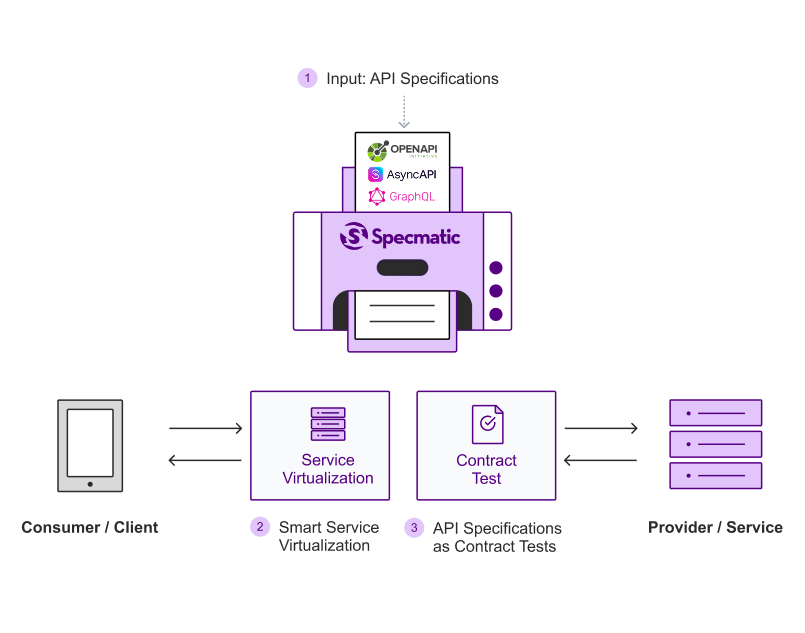 1 Input: API Specifications
OPENAPI
INITIATIVE
AsyncAPI
GraphQL
Specmatic
Service
Virtualization
Contract
Test
Consumer / Client
2 Smart Service
Virtualization
3 API Specifications
as Contract Tests
Provider / Service